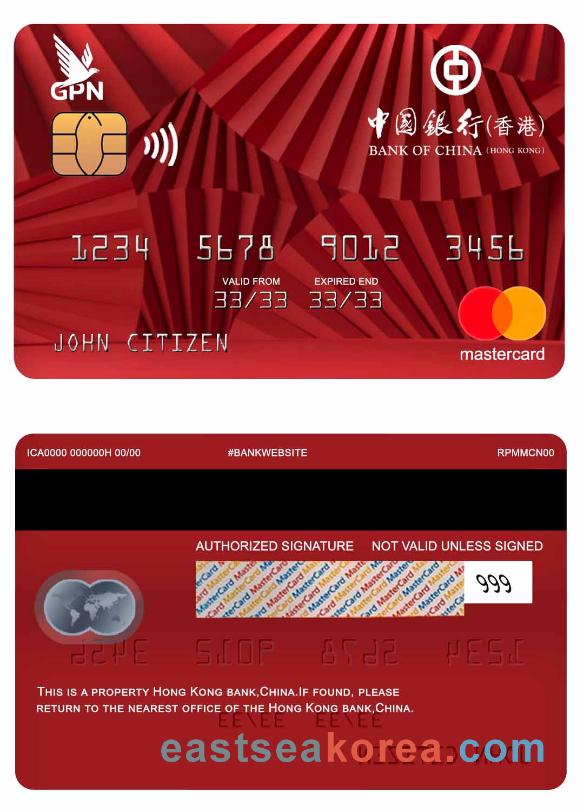 GPN
中國銀行(香港)
BANK OF CHINA (HONG KONG)
1234 5678 9012 3456
VALID FROM EXPIRED END
33/33 33/33
JOHN CITIZEN
mastercard
ICA0000 000000H 00/00 #BANKWEBSITE RPMMCN00
AUTHORIZED SIGNATURE NOT VALID UNLESS SIGNED
MasterCard MasterCard MasterCard
999
THIS IS A PROPERTY HONG KONG BANK,CHINA.IF FOUND, PLEASE
RETURN TO THE NEAREST OFFICE OF THE HONG KONG BANK,CHINA.
eastseakorea.com